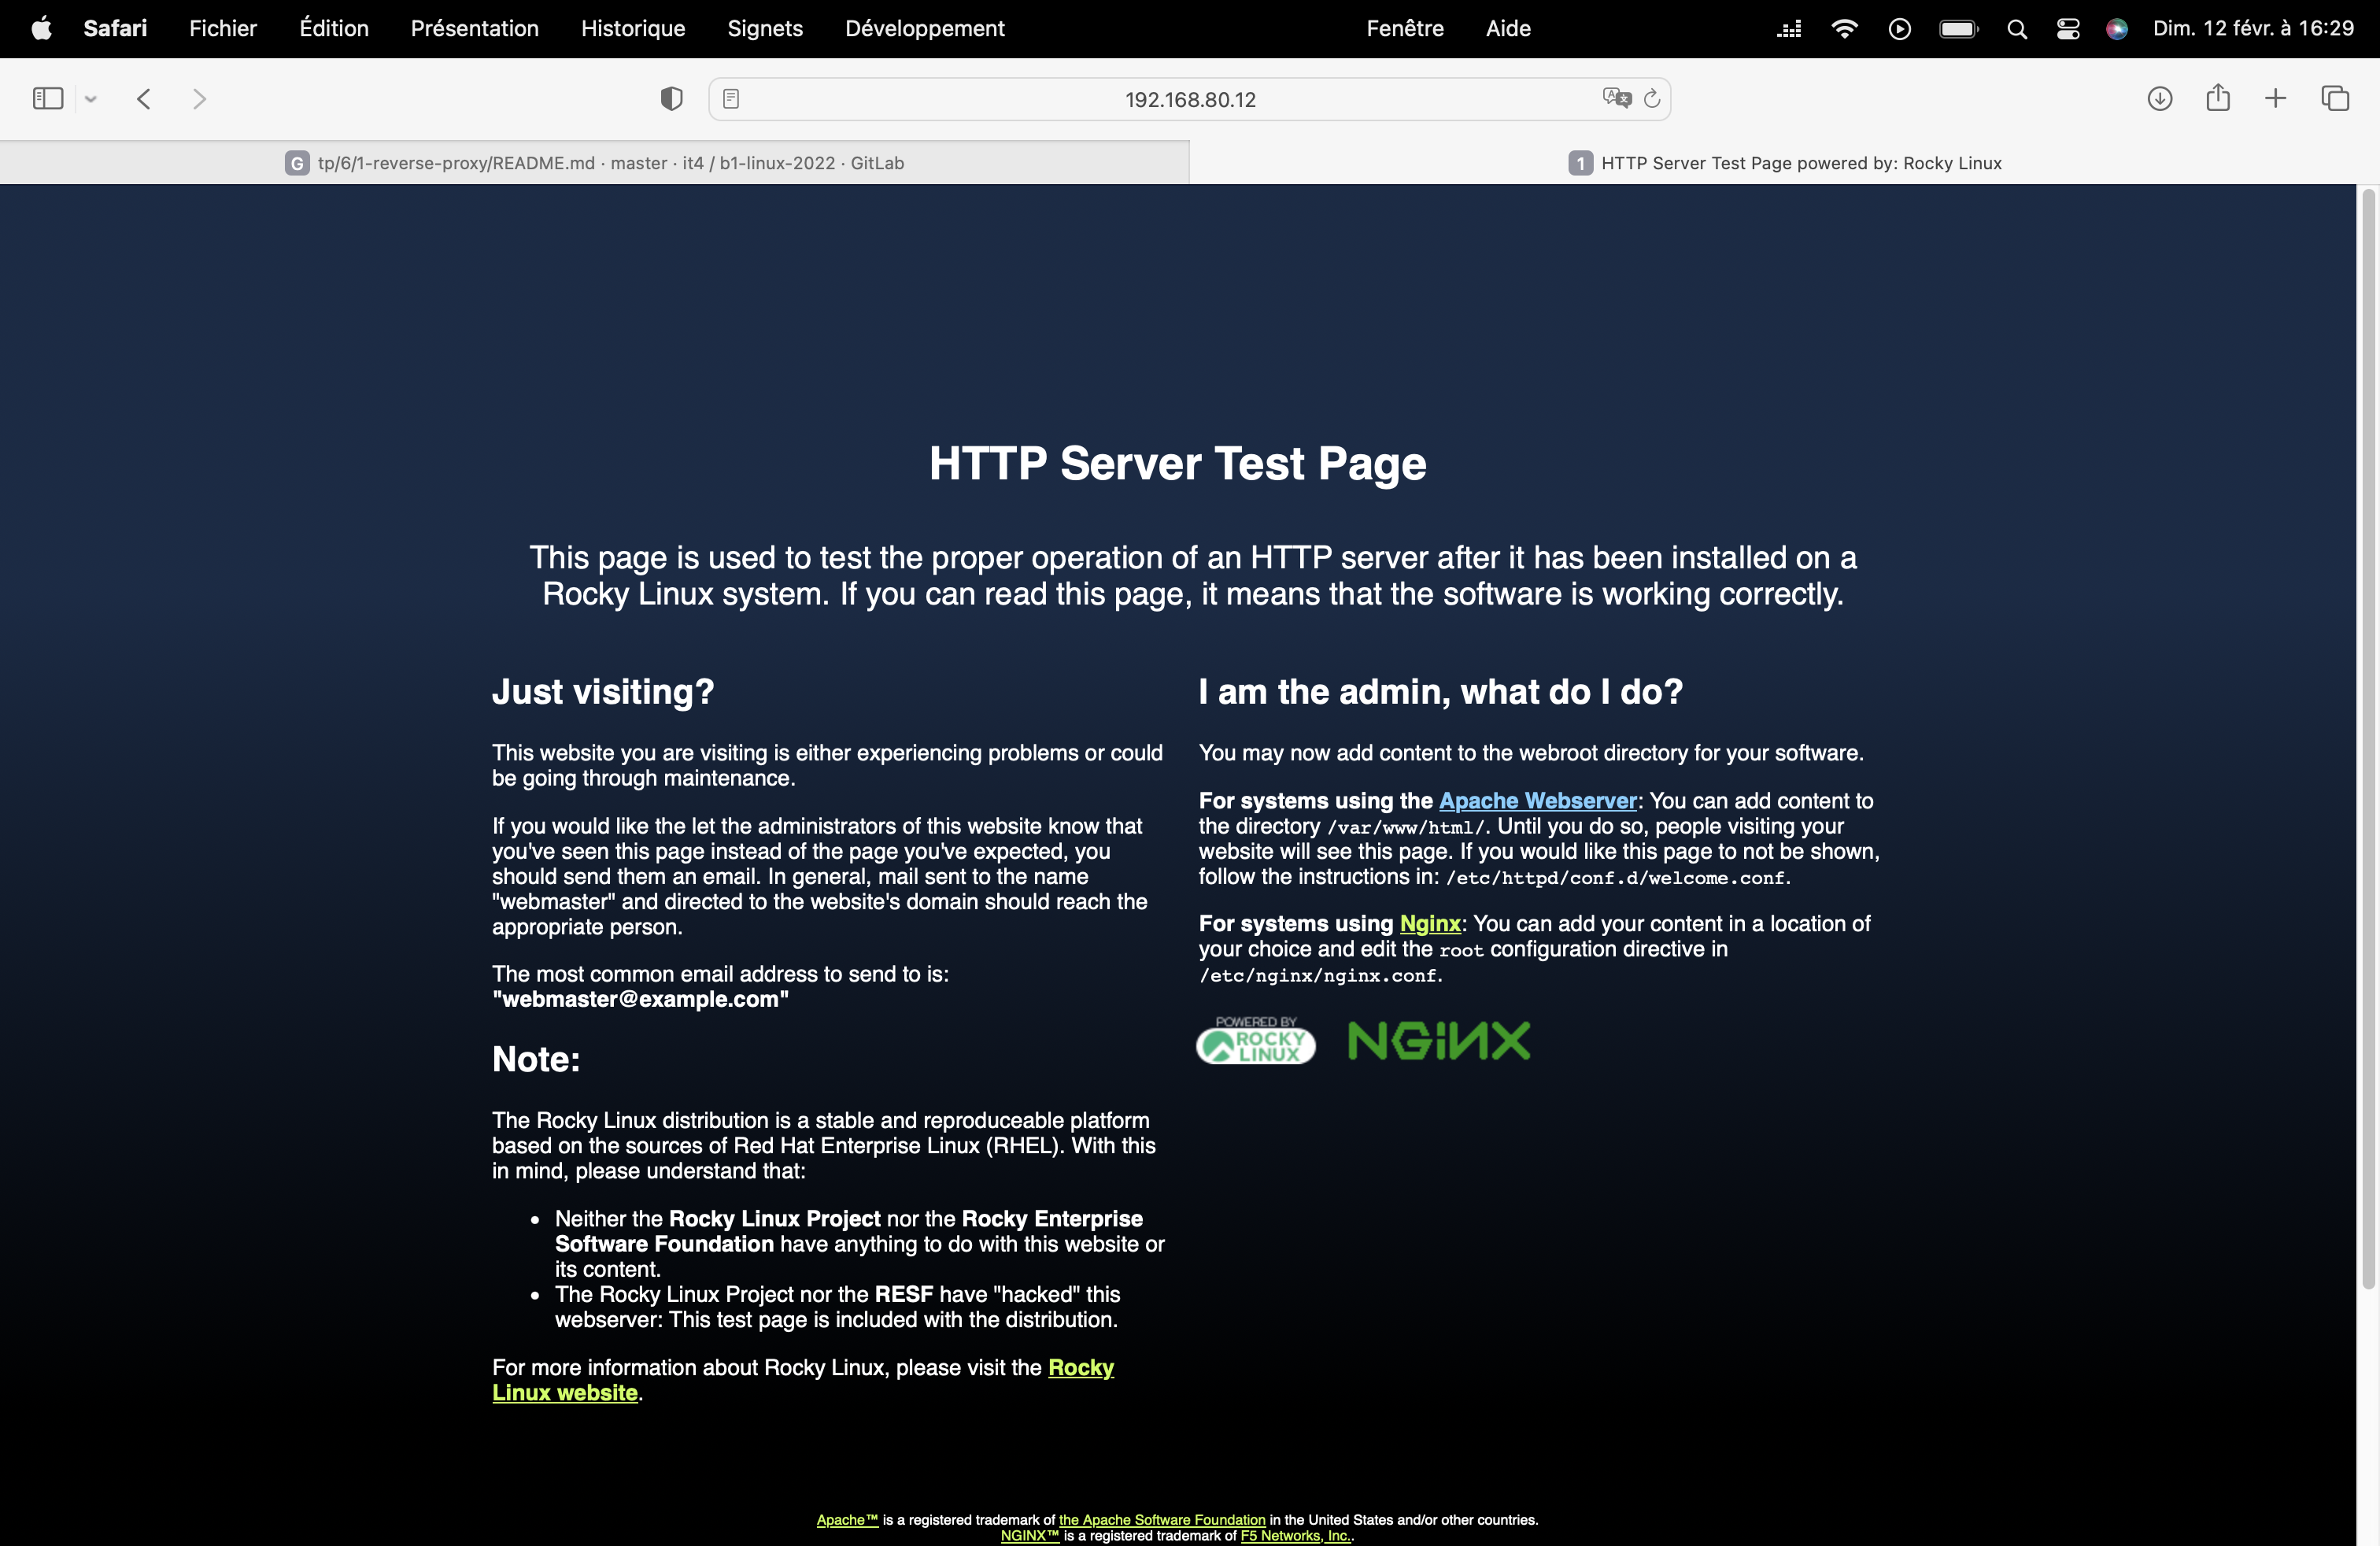 Safari Fichier Édition Présentation Historique Signets Développement Fenêtre Aide Dim. 12 févr. à 16:29
192.168.80.12
G tp/6/1-reverse-proxy/README.md · master · it4 / b1-linux-2022 · GitLab
1 HTTP Server Test Page powered by: Rocky Linux
HTTP Server Test Page
This page is used to test the proper operation of an HTTP server after it has been installed on a
Rocky Linux system. If you can read this page, it means that the software is working correctly.
Just visiting?
This website you are visiting is either experiencing problems or could
be going through maintenance.
If you would like the let the administrators of this website know that
you've seen this page instead of the page you've expected, you
should send them an email. In general, mail sent to the name
"webmaster" and directed to the website's domain should reach the
appropriate person.
The most common email address to send to is:
"webmaster@example.com"
Note:
The Rocky Linux distribution is a stable and reproduceable platform
based on the sources of Red Hat Enterprise Linux (RHEL). With this
in mind, please understand that:
• Neither the Rocky Linux Project nor the Rocky Enterprise
Software Foundation have anything to do with this website or
its content.
• The Rocky Linux Project nor the RESF have "hacked" this
webserver: This test page is included with the distribution.
For more information about Rocky Linux, please visit the Rocky
Linux website.
I am the admin, what do I do?
You may now add content to the webroot directory for your software.
For systems using the Apache Webserver: You can add content to
the directory /var/www/html/. Until you do so, people visiting your
website will see this page. If you would like this page to not be shown,
follow the instructions in: /etc/httpd/conf.d/welcome.conf.
For systems using Nginx: You can add your content in a location of
your choice and edit the root configuration directive in
/etc/nginx/nginx.conf.
POWERED BY
ROCKY
LINUX
NGINX
Apache™ is a registered trademark of the Apache Software Foundation in the United States and/or other countries.
NGINX™ is a registered trademark of F5 Networks, Inc..